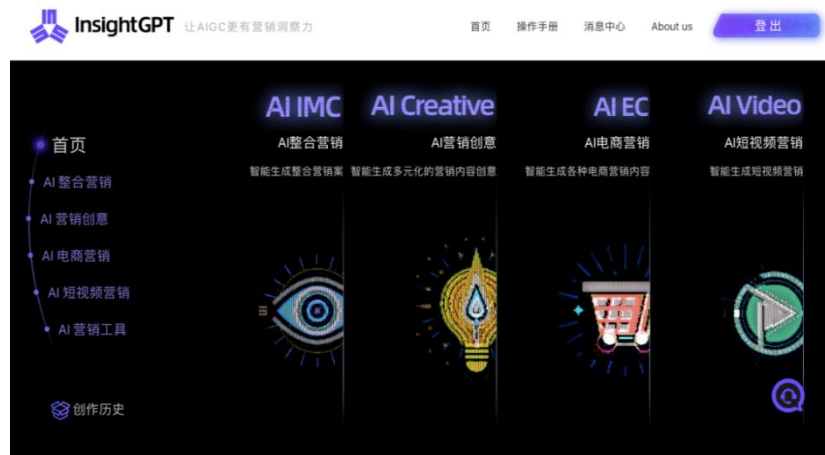 InsightGPT 让AIGC更有营销洞察力
首页 操作手册 消息中心 About us 登出
首页
AI 整合营销
AI 营销创意
AI 电商营销
AI 短视频营销
AI 营销工具
创作历史
AI IMC
AI整合营销
智能生成整合营销案
AI Creative
AI营销创意
智能生成多元化的营销内容创意
AI EC
AI电商营销
智能生成各种电商营销内容
AI Video
AI短视频营销
智能生成短视频营销